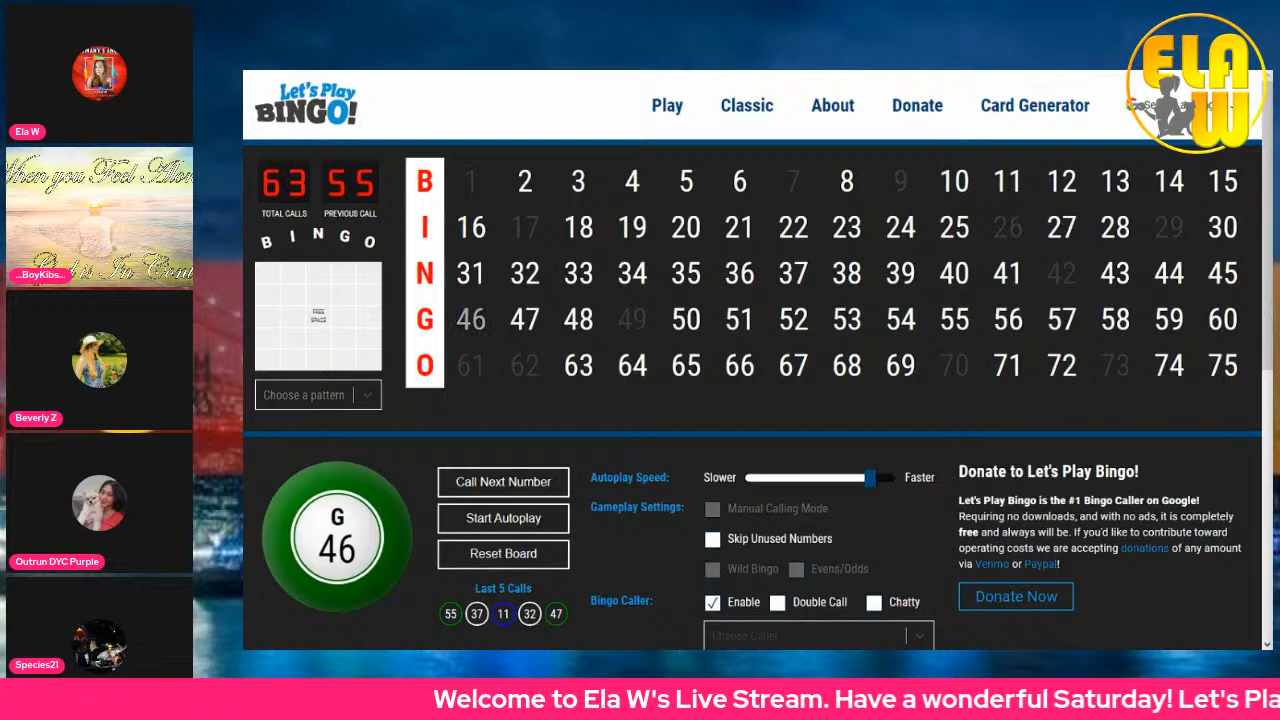 Ela W
When you Feel Alon
God is In Cont
...BoyKibs...
Beverly Z
Outrun DYC Purple
Species21
ELA
W
Let's Play
BINGO!
Play
Classic
About
Donate
Card Generator
63
55
TOTAL CALLS
PREVIOUS CALL
B I N G O
FREE
SPACE
Choose a pattern
B 1 2 3 4 5 6 7 8 9 10 11 12 13 14 15
I 16 17 18 19 20 21 22 23 24 25 26 27 28 29 30
N 31 32 33 34 35 36 37 38 39 40 41 42 43 44 45
G 46 47 48 49 50 51 52 53 54 55 56 57 58 59 60
O 61 62 63 64 65 66 67 68 69 70 71 72 73 74 75
G
46
Call Next Number
Start Autoplay
Reset Board
Last 5 Calls
55 37 11 32 47
Autoplay Speed:
Slower
Faster
Gameplay Settings:
Manual Calling Mode
Skip Unused Numbers
Wild Bingo
Evens/Odds
Bingo Caller:
Enable
Double Call
Chatty
Choose Caller
Donate to Let's Play Bingo!
Let's Play Bingo is the #1 Bingo Caller on Google!
Requiring no downloads, and with no ads, it is completely
free and always will be. If you'd like to contribute toward
operating costs we are accepting donations of any amount
via Venmo or Paypal!
Donate Now
Welcome to Ela W's Live Stream. Have a wonderful Saturday! Let's Pla